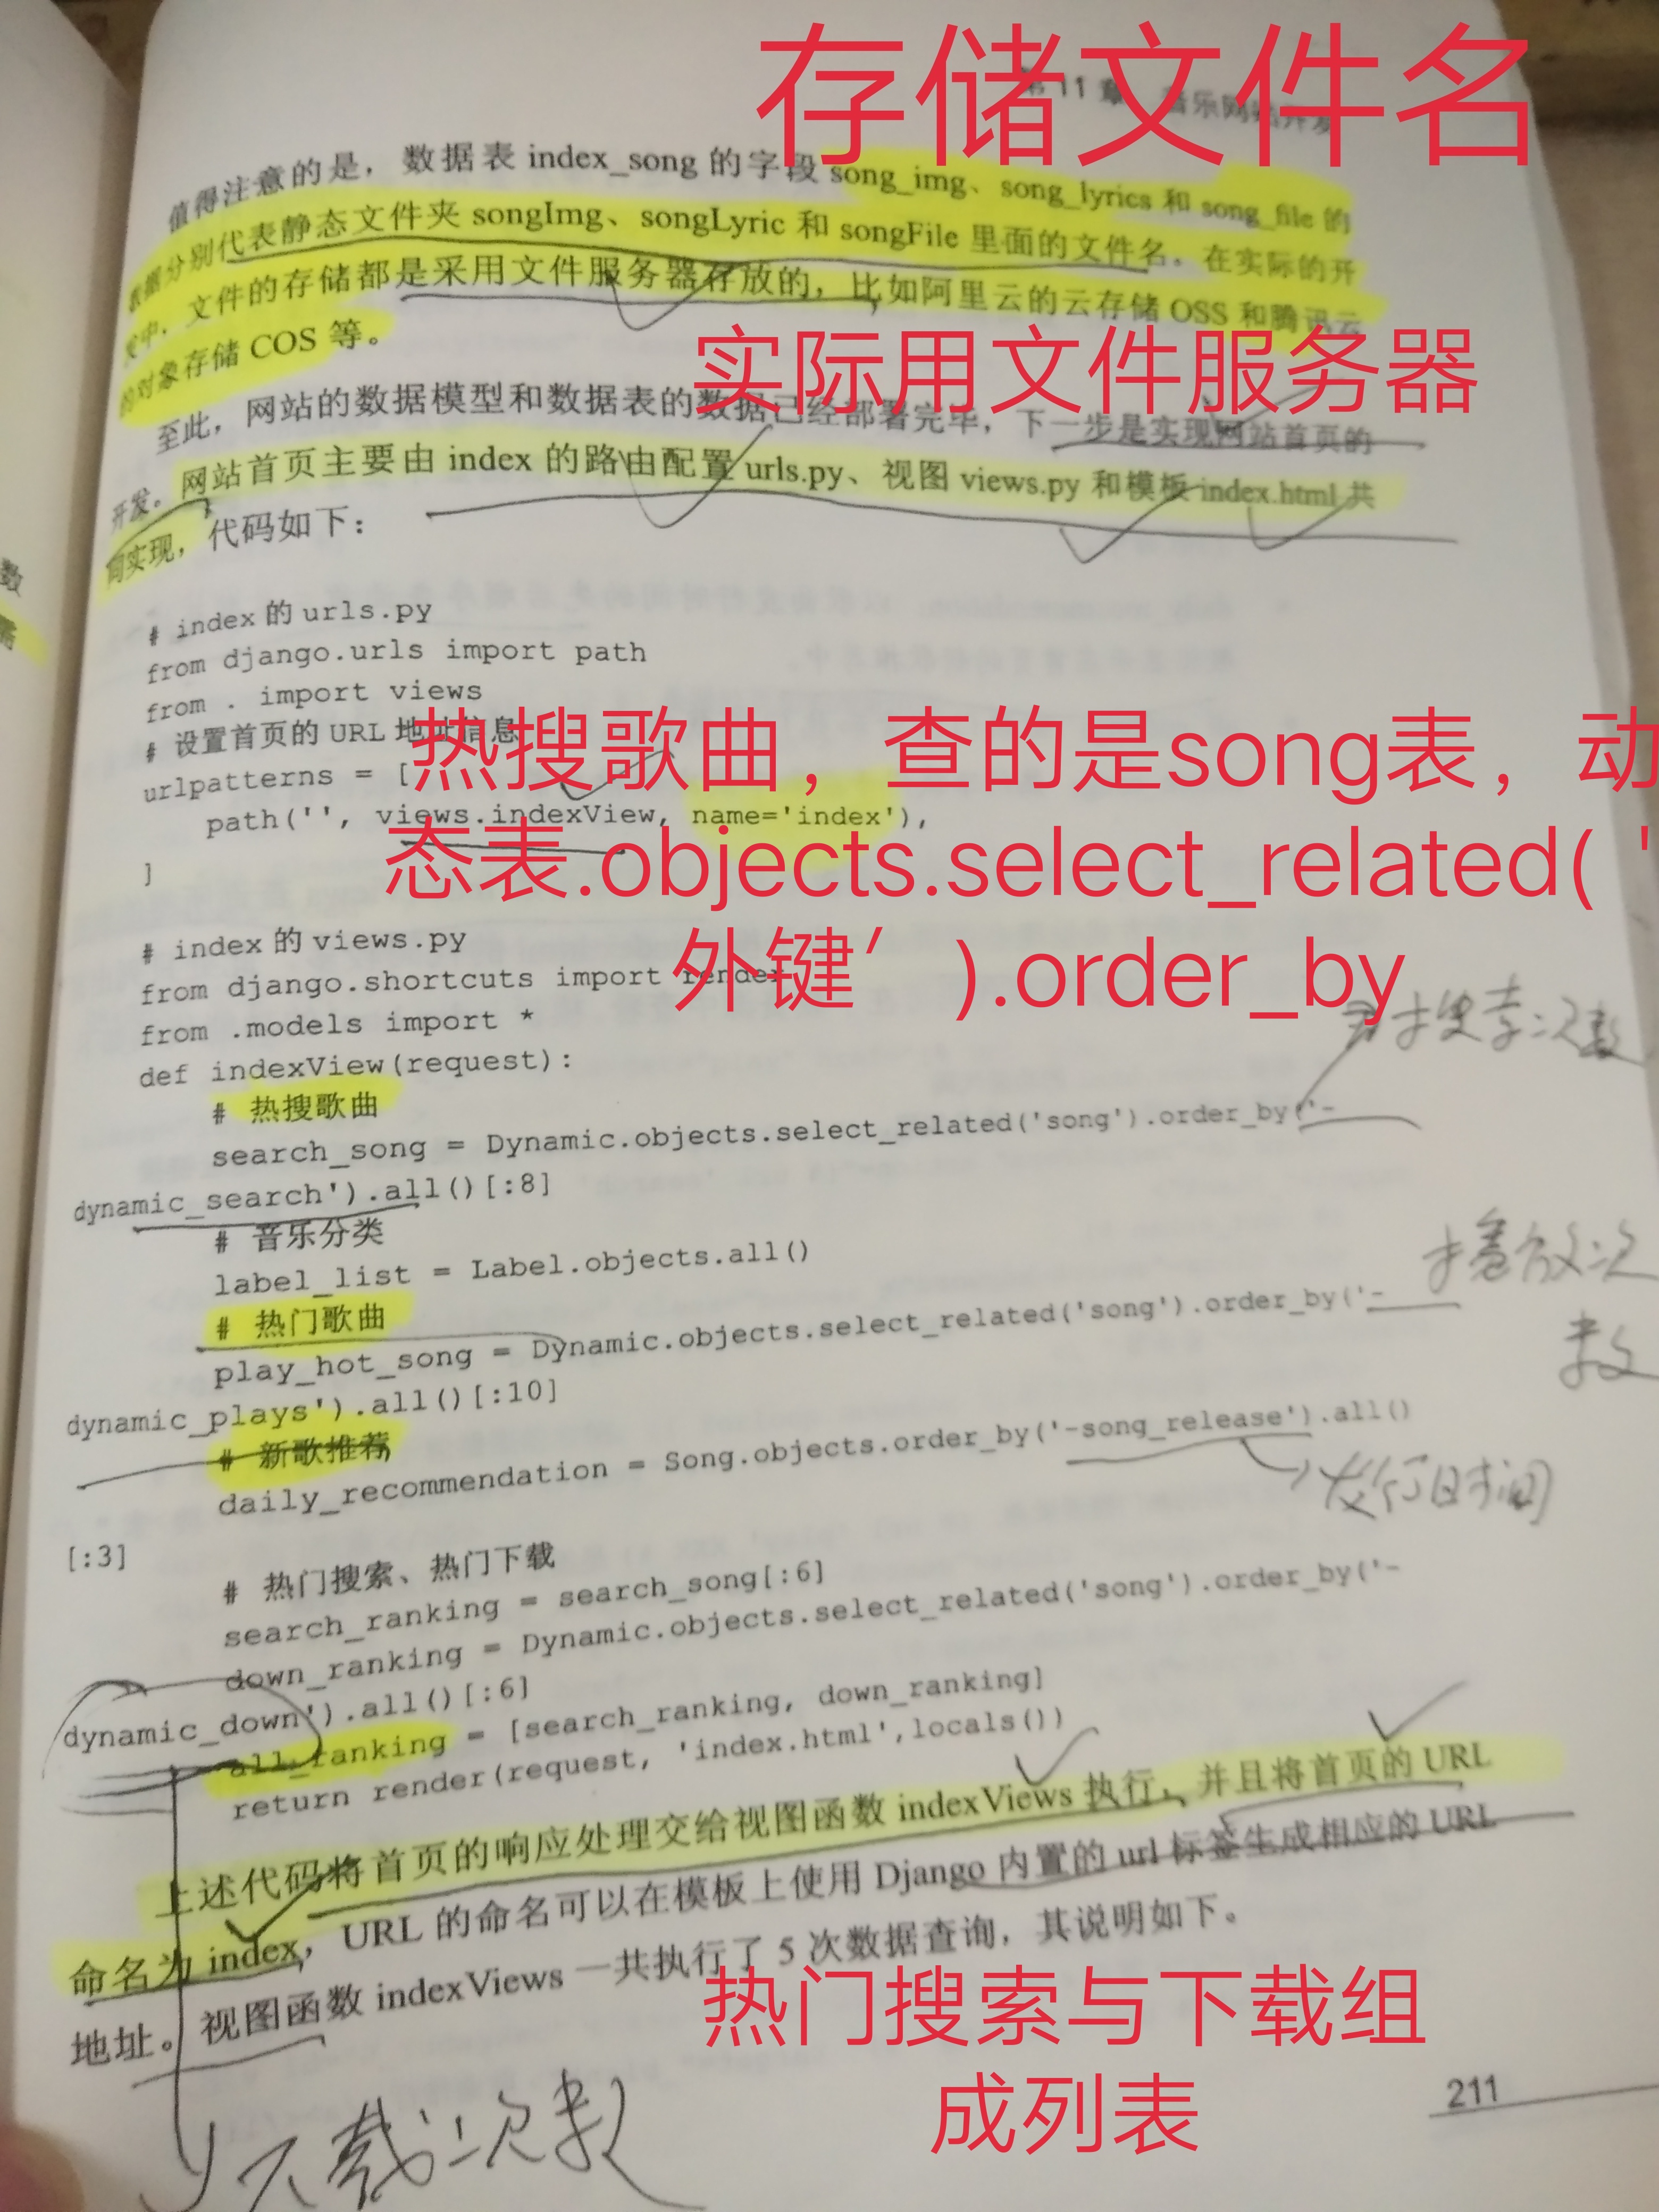 存储文件名
第 11 章 音乐网站开发
值得注意的是，数据表 index_song 的字段 song_img、song_lyrics 和 song_file 的
数据分别代表静态文件夹 songImg、songLyric 和 songFile 里面的文件名。在实际的开
发中，文件的存储都是采用文件服务器存放的，比如阿里云的云存储 OSS 和腾讯云
的对象存储 COS 等。
实际用文件服务器
至此，网站的数据模型和数据表的数据已经部署完毕，下一步是实现网站首页的
开发。网站首页主要由 index 的路由配置 urls.py、视图 views.py 和模板 index.html 共
同实现，代码如下：
数
需
# index 的 urls.py
from django.urls import path
from . import views
# 设置首页的 URL 地址信息
热搜歌曲，查的是song表，动
态表.objects.select_related( '
外键′ ).order_by
urlpatterns = [
path('', views.indexView, name='index'),
]
# index 的 views.py
from django.shortcuts import render
from .models import *
def indexView(request):
# 热搜歌曲
search_song = Dynamic.objects.select_related('song').order_by('-
搜索次数
dynamic_search').all()[:8]
# 音乐分类
label_list = Label.objects.all()
# 热门歌曲
play_hot_song = Dynamic.objects.select_related('song').order_by('-
播放次
数
dynamic_plays').all()[:10]
# 新歌推荐
daily_recommendation = Song.objects.order_by('-song_release').all()
发行时间
[:3]
# 热门搜索、热门下载
search_ranking = search_song[:6]
down_ranking = Dynamic.objects.select_related('song').order_by('-
dynamic_down').all()[:6]
all_ranking = [search_ranking, down_ranking]
return render(request, 'index.html',locals())
上述代码将首页的响应处理交给视图函数 indexViews 执行，并且将首页的 URL
命名为 index，URL 的命名可以在模板上使用 Django 内置的 url 标签生成相应的 URL
地址。视图函数 indexViews 一共执行了 5 次数据查询，其说明如下。
热门搜索与下载组
成列表
211
下载次数